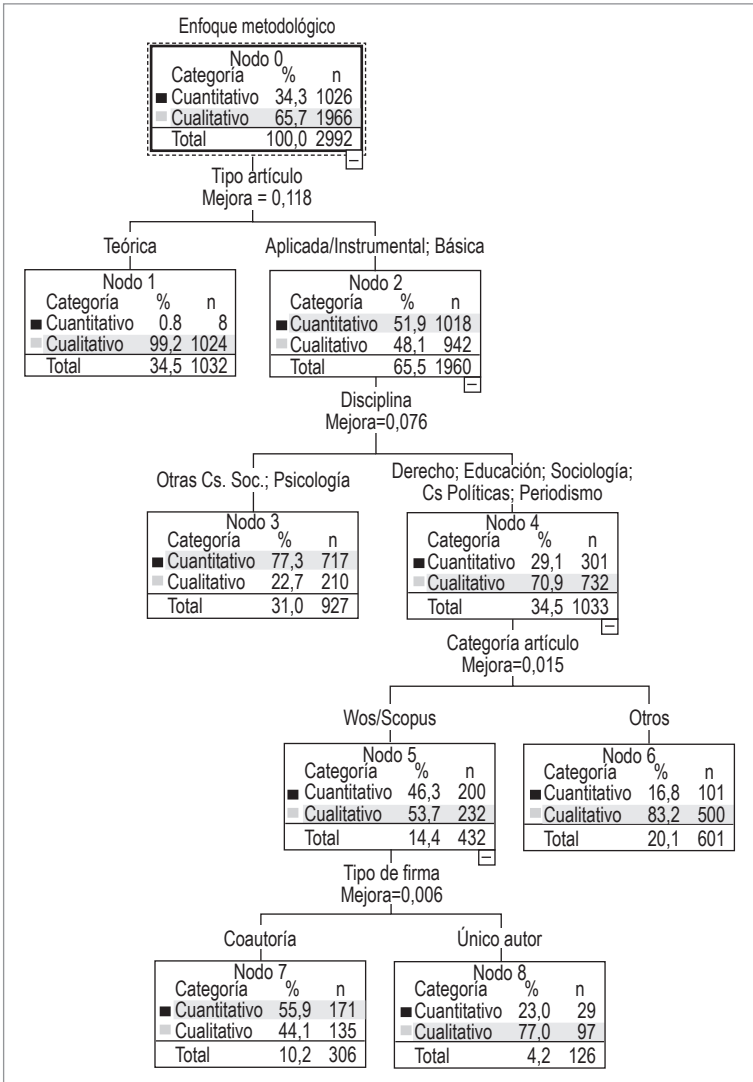 Enfoque metodológico
Nodo 0
Categoría % n
Cuantitativo 34,3 1026
Cualitativo 65,7 1966
Total 100,0 2992
Tipo artículo
Mejora = 0,118
Teórica
Nodo 1
Categoría % n
Cuantitativo 0.8 8
Cualitativo 99,2 1024
Total 34,5 1032
Aplicada/Instrumental; Básica
Nodo 2
Categoría % n
Cuantitativo 51,9 1018
Cualitativo 48,1 942
Total 65,5 1960
Disciplina
Mejora=0,076
Otras Cs. Soc.; Psicología
Nodo 3
Categoría % n
Cuantitativo 77,3 717
Cualitativo 22,7 210
Total 31,0 927
Derecho; Educación; Sociología;
Cs Políticas; Periodismo
Nodo 4
Categoría % n
Cuantitativo 29,1 301
Cualitativo 70,9 732
Total 34,5 1033
Categoría artículo
Mejora=0,015
Wos/Scopus
Nodo 5
Categoría % n
Cuantitativo 46,3 200
Cualitativo 53,7 232
Total 14,4 432
Otros
Nodo 6
Categoría % n
Cuantitativo 16,8 101
Cualitativo 83,2 500
Total 20,1 601
Tipo de firma
Mejora=0,006
Coautoría
Nodo 7
Categoría % n
Cuantitativo 55,9 171
Cualitativo 44,1 135
Total 10,2 306
Único autor
Nodo 8
Categoría % n
Cuantitativo 23,0 29
Cualitativo 77,0 97
Total 4,2 126